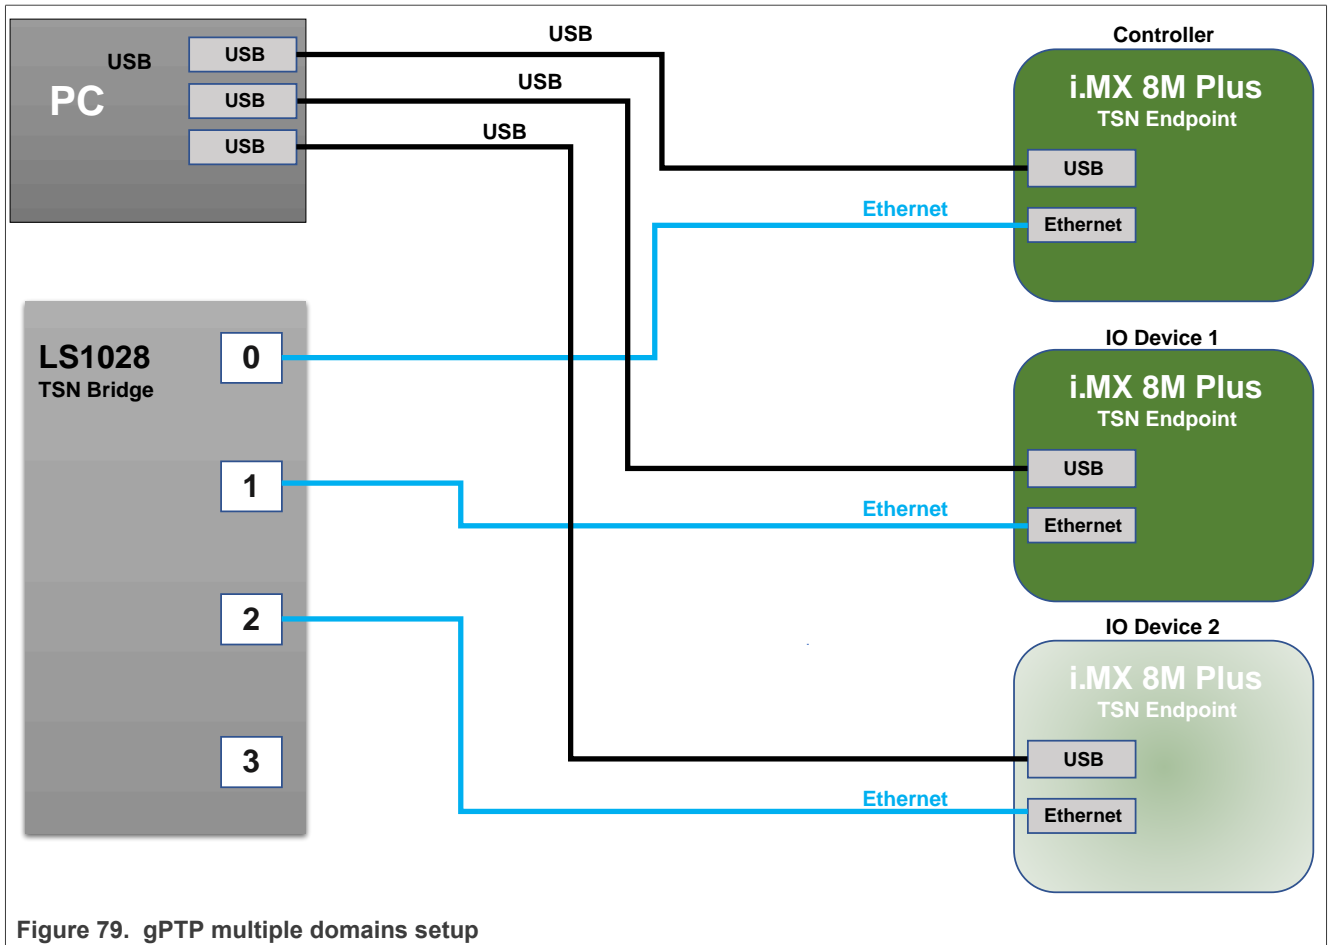 USB
PC
USB
USB
USB
USB
USB
USB
Controller
i.MX 8M Plus
TSN Endpoint
USB
Ethernet
Ethernet
LS1028
TSN Bridge
0
1
2
3
IO Device 1
i.MX 8M Plus
TSN Endpoint
USB
Ethernet
Ethernet
IO Device 2
i.MX 8M Plus
TSN Endpoint
USB
Ethernet
Ethernet
Figure 79. gPTP multiple domains setup